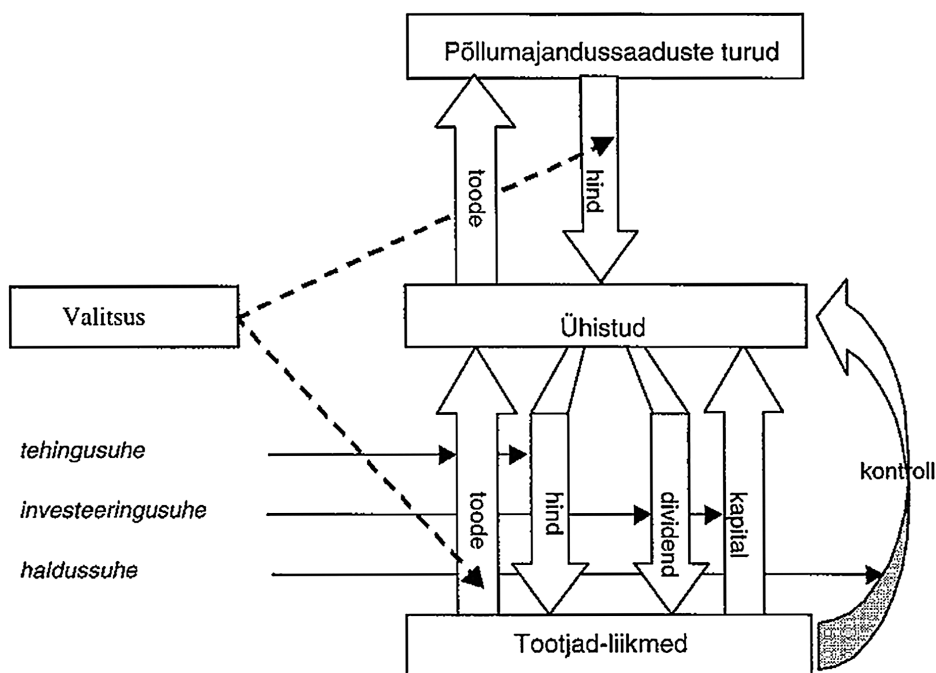 Põllumajandussaaduste turud
toode
hind
Valitsus
Ühistud
tehingusuhe
investeeringusuhe
haldussuhe
toode
hind
dividend
kapital
kontroll
Tootjad-liikmed